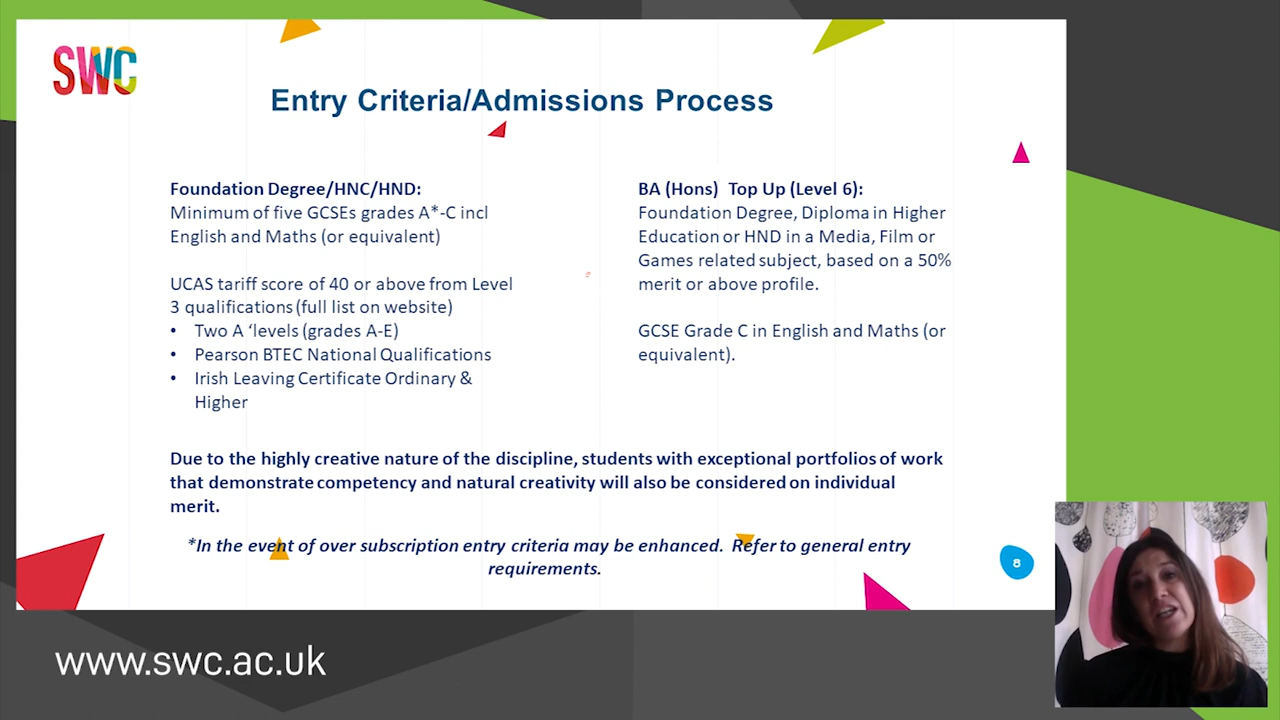 SWC
Entry Criteria/Admissions Process
Foundation Degree/HNC/HND:
Minimum of five GCSEs grades A*-C incl
English and Maths (or equivalent)
UCAS tariff score of 40 or above from Level
3 qualifications (full list on website)
• Two A 'levels (grades A-E)
• Pearson BTEC National Qualifications
• Irish Leaving Certificate Ordinary &
Higher
BA (Hons) Top Up (Level 6):
Foundation Degree, Diploma in Higher
Education or HND in a Media, Film or
Games related subject, based on a 50%
merit or above profile.
GCSE Grade C in English and Maths (or
equivalent).
Due to the highly creative nature of the discipline, students with exceptional portfolios of work
that demonstrate competency and natural creativity will also be considered on individual
merit.
*In the event of over subscription entry criteria may be enhanced. Refer to general entry
requirements.
8
www.swc.ac.uk